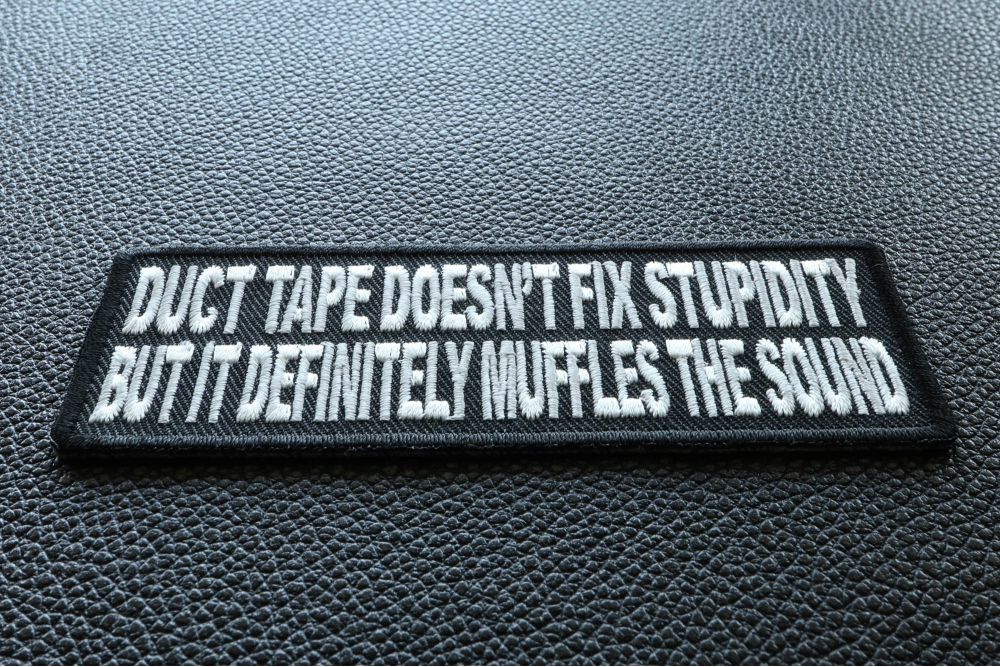 DUCT TAPE DOESN'T FIX STUPIDITY
BUT IT DEFINITELY MUFFLES THE SOUND